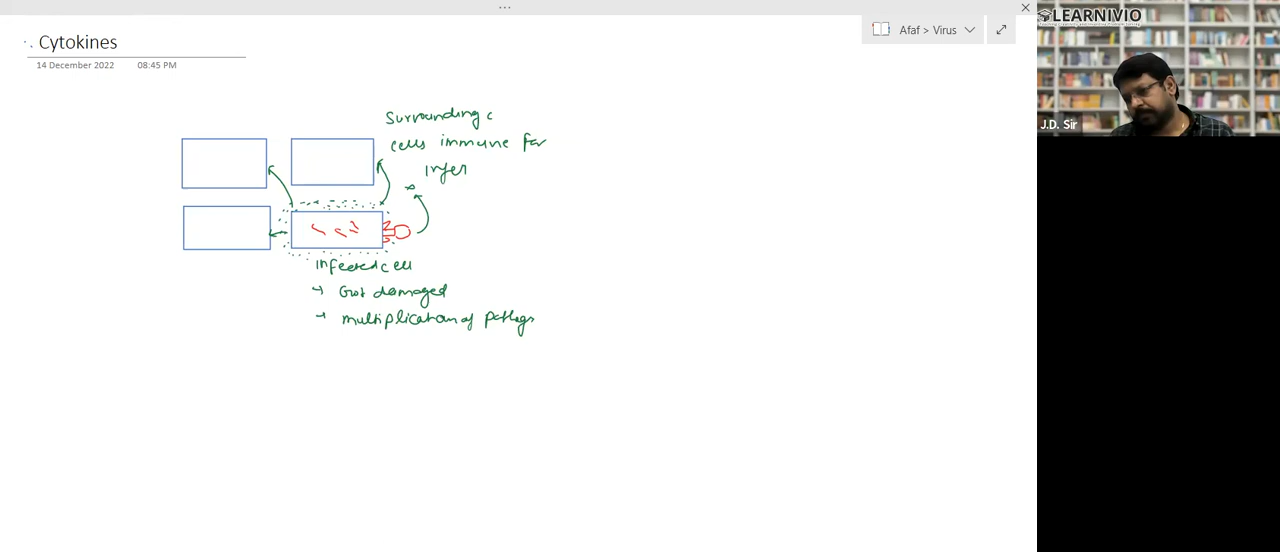 LEARNIVIO
Cytokines
Afaf > Virus
14 December 2022 08:45 PM
J.D. Sir
Surrounding c
cells immune for
infected cell
Got damaged
multiplication of pathogs